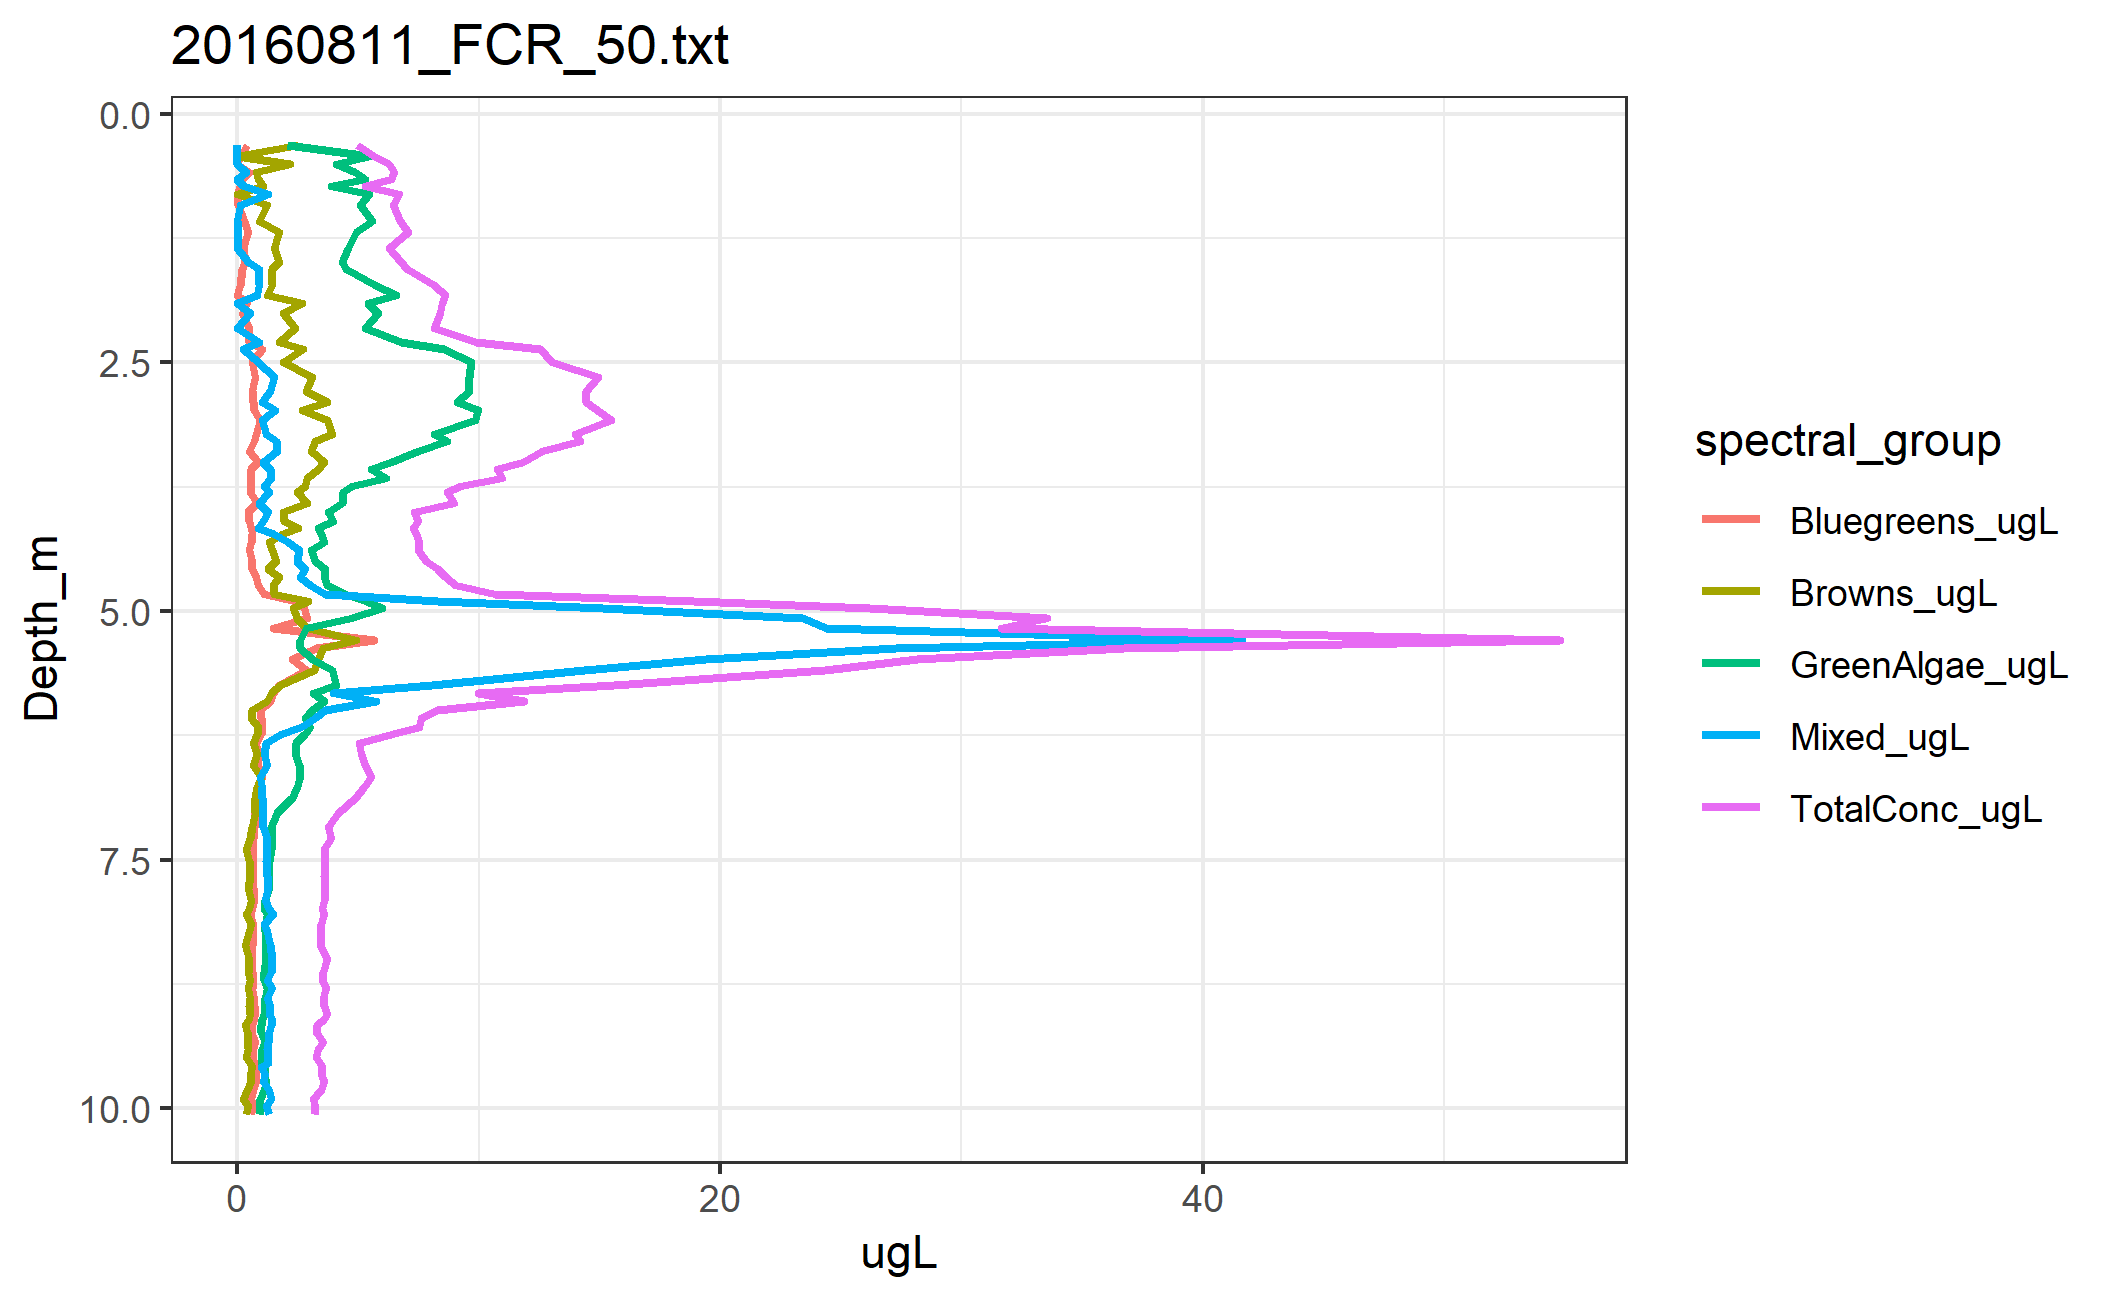 20160811_FCR_50.txt
0.0
2.5
5.0
7.5
10.0
Depth_m
0 20 40
ugL
spectral_group
Bluegreens_ugL
Browns_ugL
GreenAlgae_ugL
Mixed_ugL
TotalConc_ugL